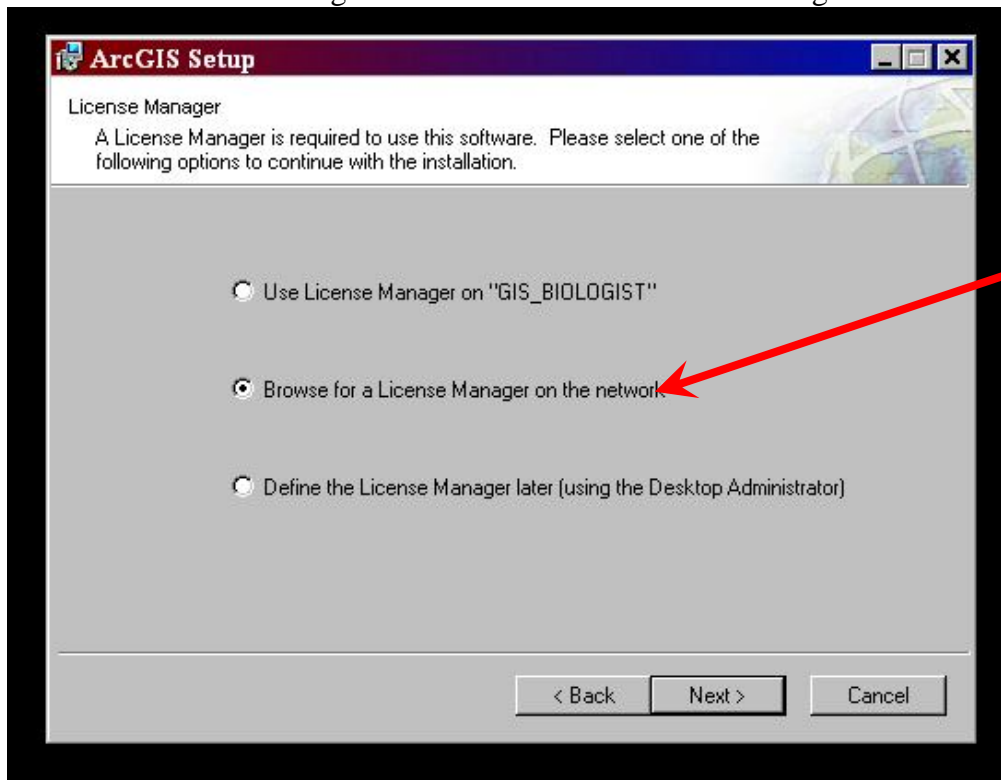 ArcGIS Setup
License Manager
A License Manager is required to use this software. Please select one of the
following options to continue with the installation.
Use License Manager on "GIS_BIOLOGIST"
Browse for a License Manager on the network
Define the License Manager later (using the Desktop Administrator)
< Back Next > Cancel